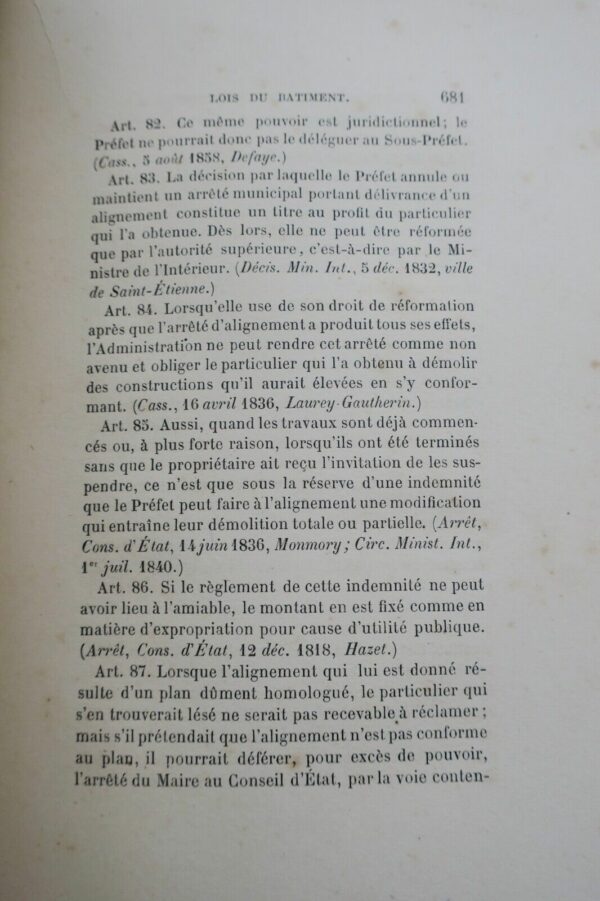 LOIS DU BATIMENT. 681
Art. 82. Ce même pouvoir est juridictionnel; le
Préfet ne pourrait donc pas le déléguer au Sous-Préfet.
(Cass., 5 août 1858, Defaye.)
Art. 83. La décision par laquelle le Préfet annule ou
maintient un arrêté municipal portant délivrance d'un
alignement constitue un titre au profit du particulier
qui l'a obtenue. Dès lors, elle ne peut être réformée
que par l'autorité supérieure, c'est-à-dire par le Mi-
nistre de l'Intérieur. (Décis. Min. Int., 5 déc. 1832, ville
de Saint-Étienne.)
Art. 84. Lorsqu'elle use de son droit de réformation
après que l'arrêté d'alignement a produit tous ses effets,
l'Administration ne peut rendre cet arrêté comme non
avenu et obliger le particulier qui l'a obtenu à démolir
des constructions qu'il aurait élevées en s'y confor-
mant. (Cass., 16 avril 1836, Laurey-Gautherin.)
Art. 85. Aussi, quand les travaux sont déjà commen-
cés ou, à plus forte raison, lorsqu'ils ont été terminés
sans que le propriétaire ait reçu l'invitation de les sus-
pendre, ce n'est que sous la réserve d'une indemnité
que le Préfet peut faire à l'alignement une modification
qui entraîne leur démolition totale ou partielle. (Arrêt,
Cons. d'État, 14 juin 1836, Monmory; Circ. Minist. Int.,
1er juil. 1840.)
Art. 86. Si le règlement de cette indemnité ne peut
avoir lieu à l'amiable, le montant en est fixé comme en
matière d'expropriation pour cause d'utilité publique.
(Arrêt, Cons. d'État, 12 déc. 1818, Hazet.)
Art. 87. Lorsque l'alignement qui lui est donné ré-
sulte d'un plan dûment homologué, le particulier qui
s'en trouverait lésé ne serait pas recevable à réclamer;
mais s'il prétendait que l'alignement n'est pas conforme
au plan, il pourrait déférer, pour excès de pouvoir,
l'arrêté du Maire au Conseil d'État, par la voie conten-